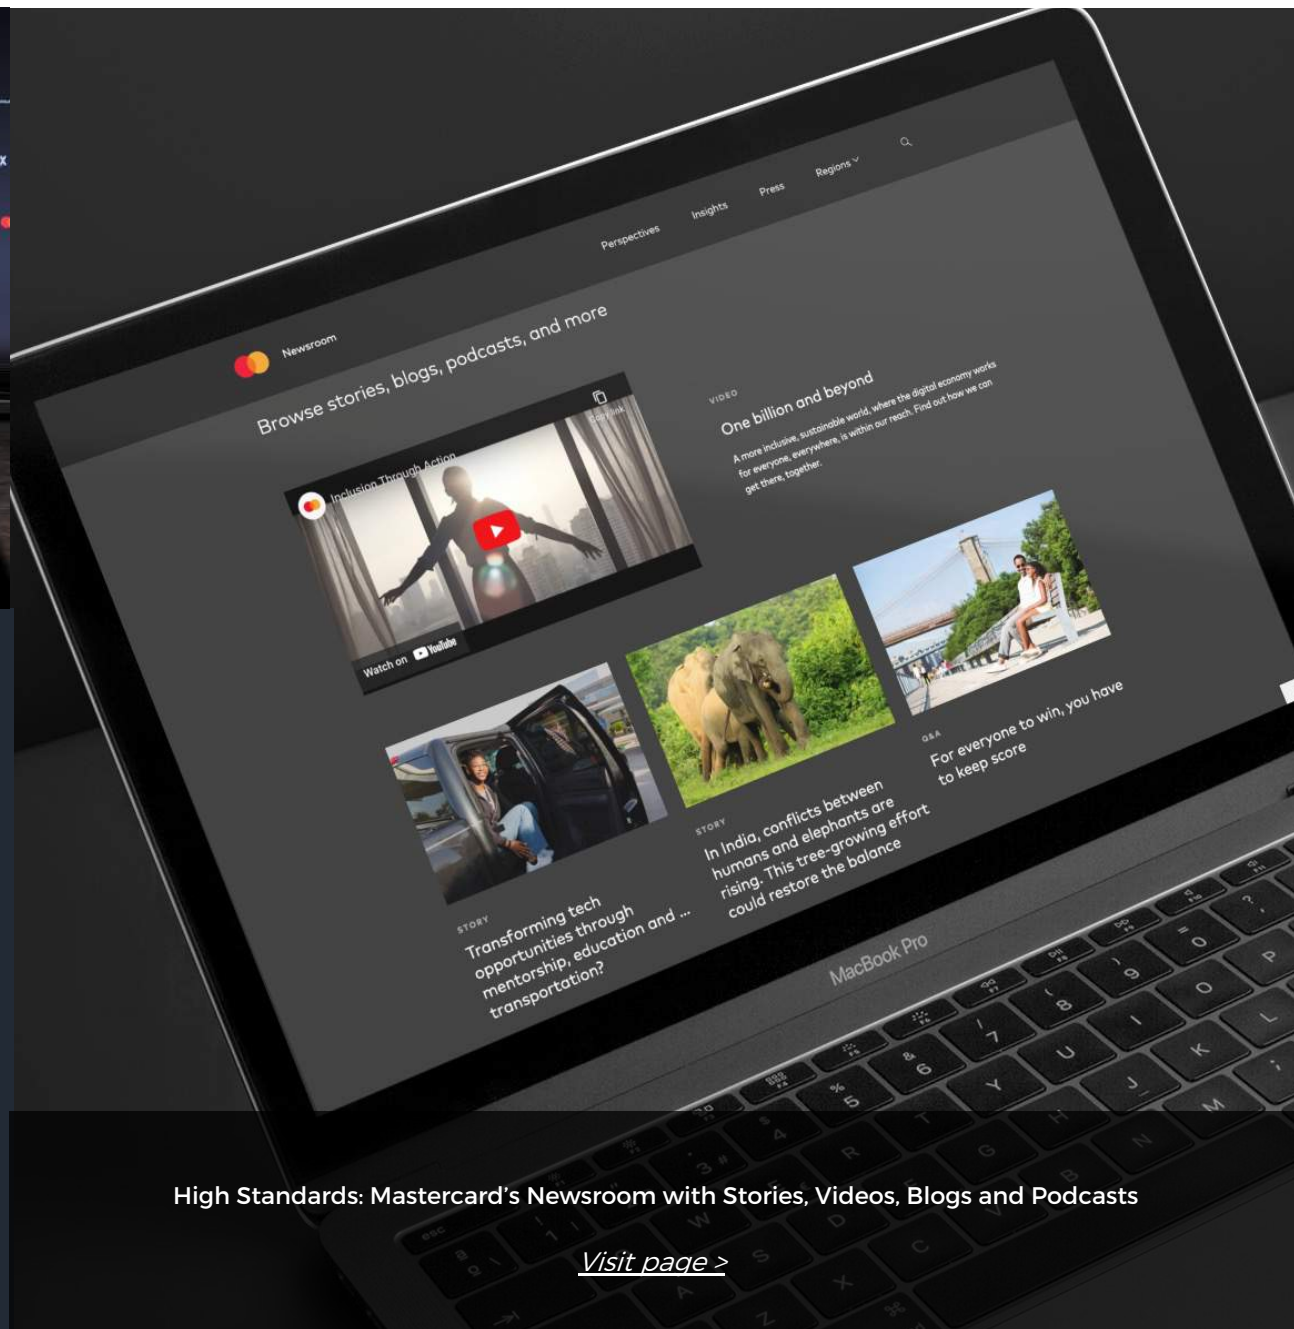 Perspectives
Insights
Press
Regions
Newsroom
Browse stories, blogs, podcasts, and more
Inclusion Through Action
Copy link
Watch on YouTube
VIDEO
One billion and beyond
A more inclusive, sustainable world, where the digital economy works
for everyone, everywhere, is within our reach. Find out how we can
get there, together.
STORY
Transforming tech
opportunities through
mentorship, education and ...
transportation?
STORY
In India, conflicts between
humans and elephants are
rising. This tree-growing effort
could restore the balance
Q&A
For everyone to win, you have
to keep score
MacBook Pro
High Standards: Mastercard’s Newsroom with Stories, Videos, Blogs and Podcasts
Visit page >